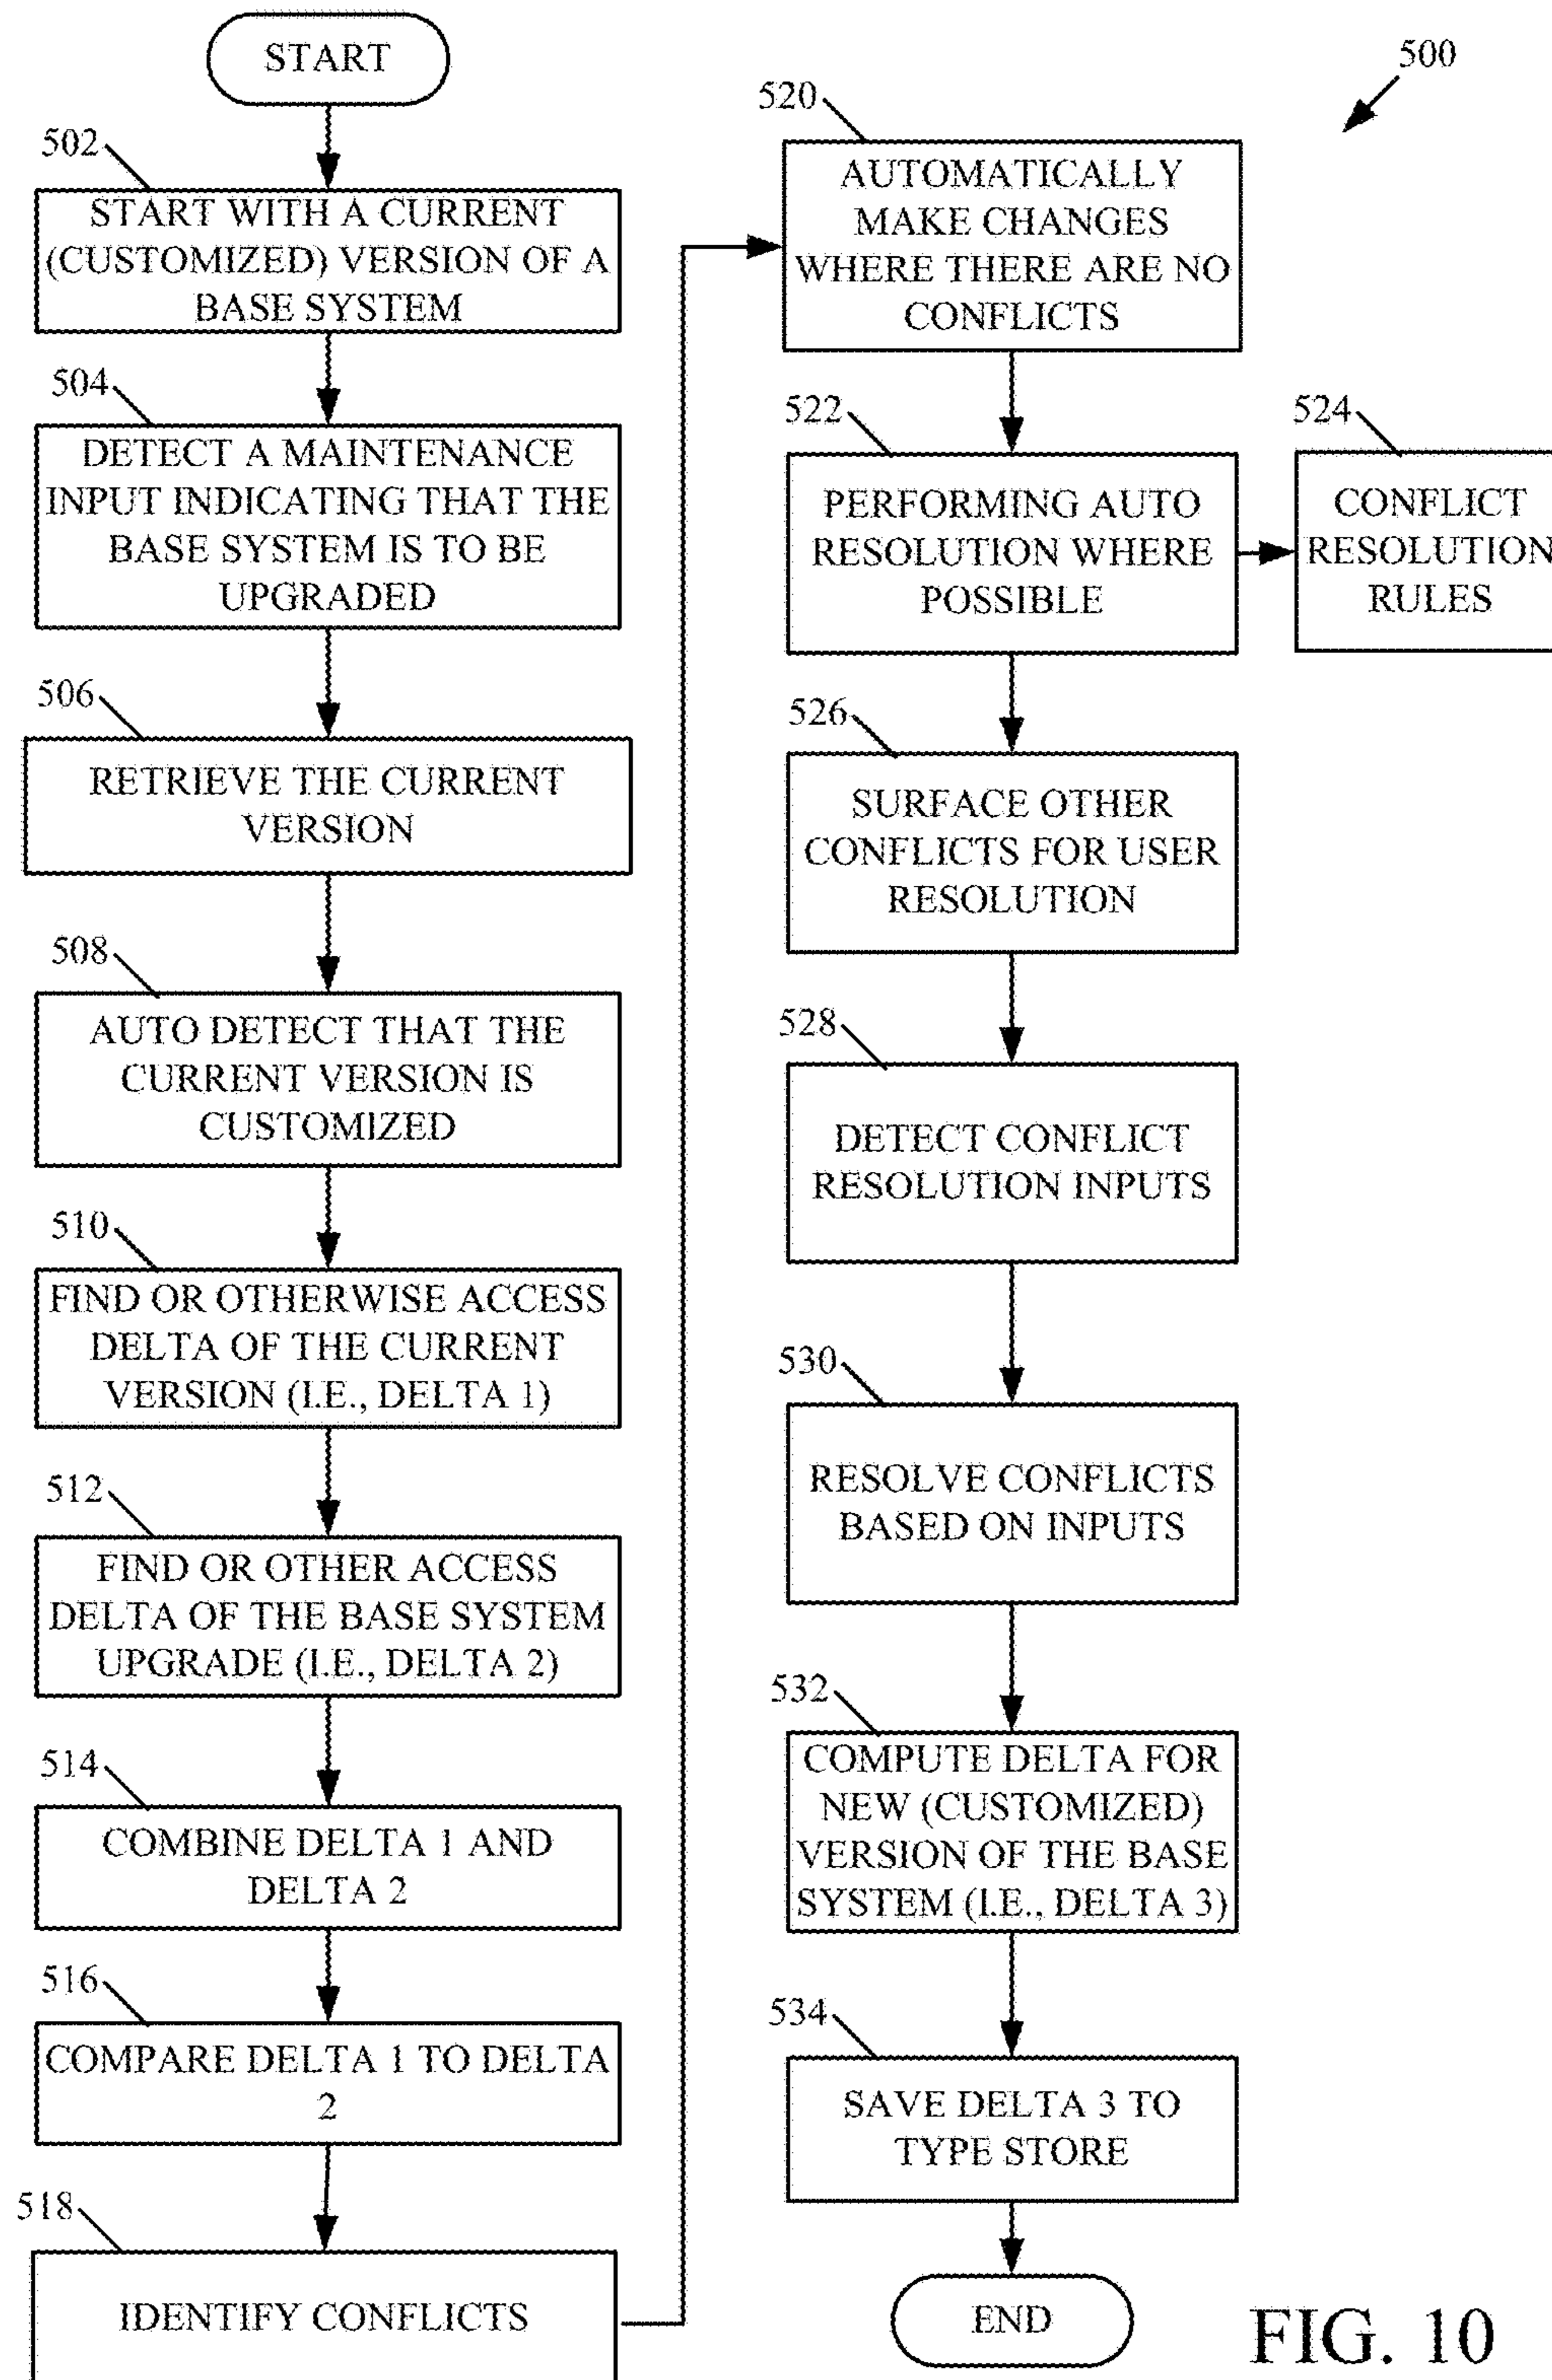 START
502
START WITH A CURRENT
(CUSTOMIZED) VERSION OF A
BASE SYSTEM
504
DETECT A MAINTENANCE
INPUT INDICATING THAT THE
BASE SYSTEM IS TO BE
UPGRADED
506
RETRIEVE THE CURRENT
VERSION
508
AUTO DETECT THAT THE
CURRENT VERSION IS
CUSTOMIZED
510
FIND OR OTHERWISE ACCESS
DELTA OF THE CURRENT
VERSION (I.E., DELTA 1)
512
FIND OR OTHER ACCESS
DELTA OF THE BASE SYSTEM
UPGRADE (I.E., DELTA 2)
514
COMBINE DELTA 1 AND
DELTA 2
516
COMPARE DELTA 1 TO DELTA
2
518
IDENTIFY CONFLICTS
500
520
AUTOMATICALLY
MAKE CHANGES
WHERE THERE ARE NO
CONFLICTS
522
PERFORMING AUTO
RESOLUTION WHERE
POSSIBLE
524
CONFLICT
RESOLUTION
RULES
526
SURFACE OTHER
CONFLICTS FOR USER
RESOLUTION
528
DETECT CONFLICT
RESOLUTION INPUTS
530
RESOLVE CONFLICTS
BASED ON INPUTS
532
COMPUTE DELTA FOR
NEW (CUSTOMIZED)
VERSION OF THE BASE
SYSTEM (I.E., DELTA 3)
534
SAVE DELTA 3 TO
TYPE STORE
END
FIG. 10